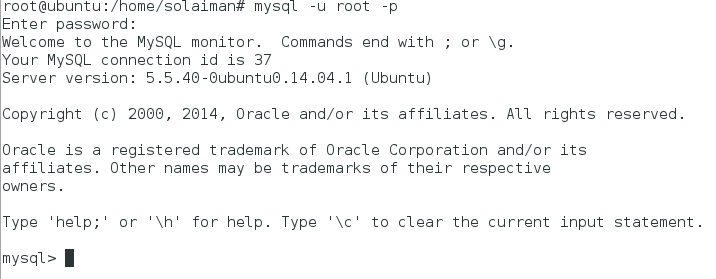 root@ubuntu:/home/solaiman# mysql -u root -p
Enter password:
Welcome to the MySQL monitor.  Commands end with ; or \g.
Your MySQL connection id is 37
Server version: 5.5.40-0ubuntu0.14.04.1 (Ubuntu)

Copyright (c) 2000, 2014, Oracle and/or its affiliates. All rights reserved.

Oracle is a registered trademark of Oracle Corporation and/or its
affiliates. Other names may be trademarks of their respective
owners.

Type 'help;' or '\h' for help. Type '\c' to clear the current input statement.

mysql>